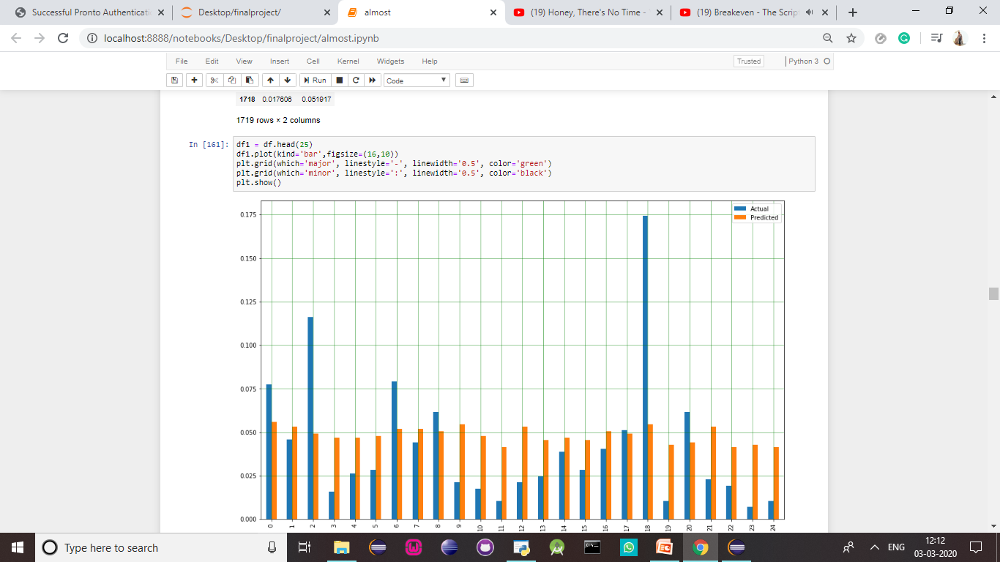 Successful Pronto Authenticati
Desktop/finalproject/
almost
(19) Honey, There's No Time -
(19) Breakeven - The Script
localhost:8888/notebooks/Desktop/finalproject/almost.ipynb
File Edit View Insert Cell Kernel Widgets Help
Trusted
Python 3
Run
Code
1718 0.017606 0.051917
1719 rows × 2 columns
In [161]:
df1 = df.head(25)
df1.plot(kind='bar',figsize=(16,10))
plt.grid(which='major', linestyle='-', linewidth='0.5', color='green')
plt.grid(which='minor', linestyle=':', linewidth='0.5', color='black')
plt.show()
Actual
Predicted
0.175
0.150
0.125
0.100
0.075
0.050
0.025
0.000
0 1 2 3 4 5 6 7 8 9 10 11 12 13 14 15 16 17 18 19 20 21 22 23 24
Type here to search
ENG
12:12
03-03-2020